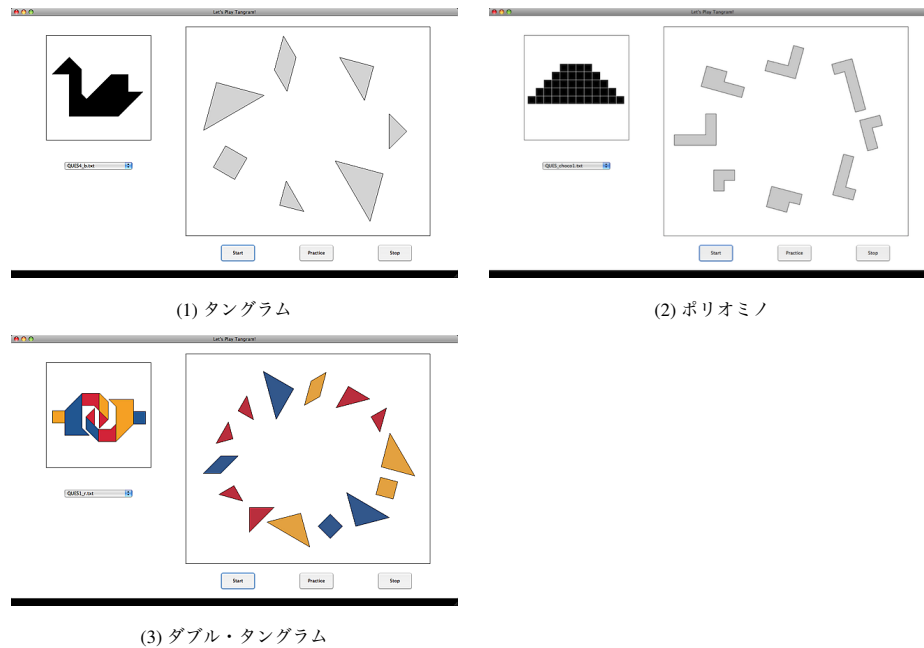 Let's Play Tangram!
QUES4_b.txt
Start Practice Stop
(1) タングラム
Let's Play Tangram!
QUES_choco1.txt
Start Practice Stop
(2) ポリオミノ
Let's Play Tangram!
QUES1_r.txt
Start Practice Stop
(3) ダブル・タングラム